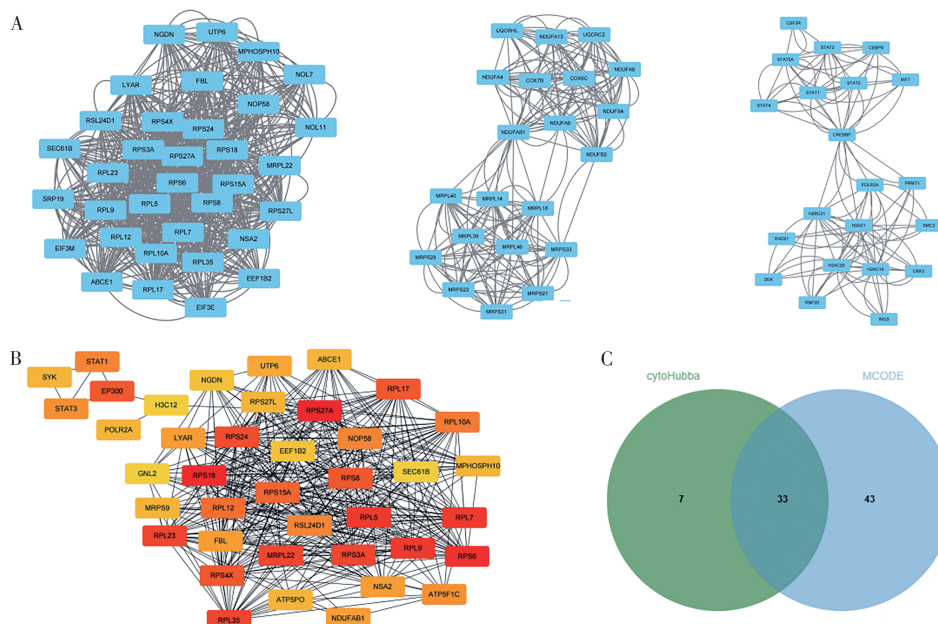 A
NGDN
UTP6
MPHOSPH10
LYAR
FBL
NOL7
NOP58
RSL24D1
RPS4X
RPS24
NOL11
SEC61B
RPS3A
RPS27A
RPS18
MRPL22
RPL23
RPS6
RPS15A
SRP19
RPL9
RPL5
RPS8
RPS27L
EIF3M
RPL12
RPL7
NSA2
RPL10A
RPL35
ABCE1
RPL17
EEF1B2
EIF3E
UQCRHL
NDUFA13
UQCRC2
NDUFA4
COX7B
COX6C
NDUFA6
NDUFS4
NDUFAB1
NDUFB2
MRPL40
MRPL14
MRPL18
MRPL39
MRPL46
MRPS33
MRPS28
MRPS23
MRPS21
MRPS31
CSF3R
STAT3
CEBPB
STAT5A
STAT2
IRF7
STAT1
STAT4
CREBBP
POLR2A
PRMT1
H2BC21
H2AZ1
SMC3
RAD21
CBX3
DEK
RNF20
B
STAT1
SYK
EP300
STAT3
H3C12
POLR2A
NGDN
UTP6
ABCE1
RPS27L
RPS27A
RPL17
RPL10A
LYAR
RPS24
NOP58
EEF1B2
GNL2
RPS18
SEC61B
MPHOSPH10
RPS15A
RPS8
MRPS9
RPL12
RPL23
RSL24D1
RPL5
RPL7
FBL
MRPL22
RPS3A
RPL9
RPS6
RPS4X
NSA2
ATP5F1C
ATP5PO
RPL35
NDUFAB1
C
cytoHubba
MCODE
7
33
43